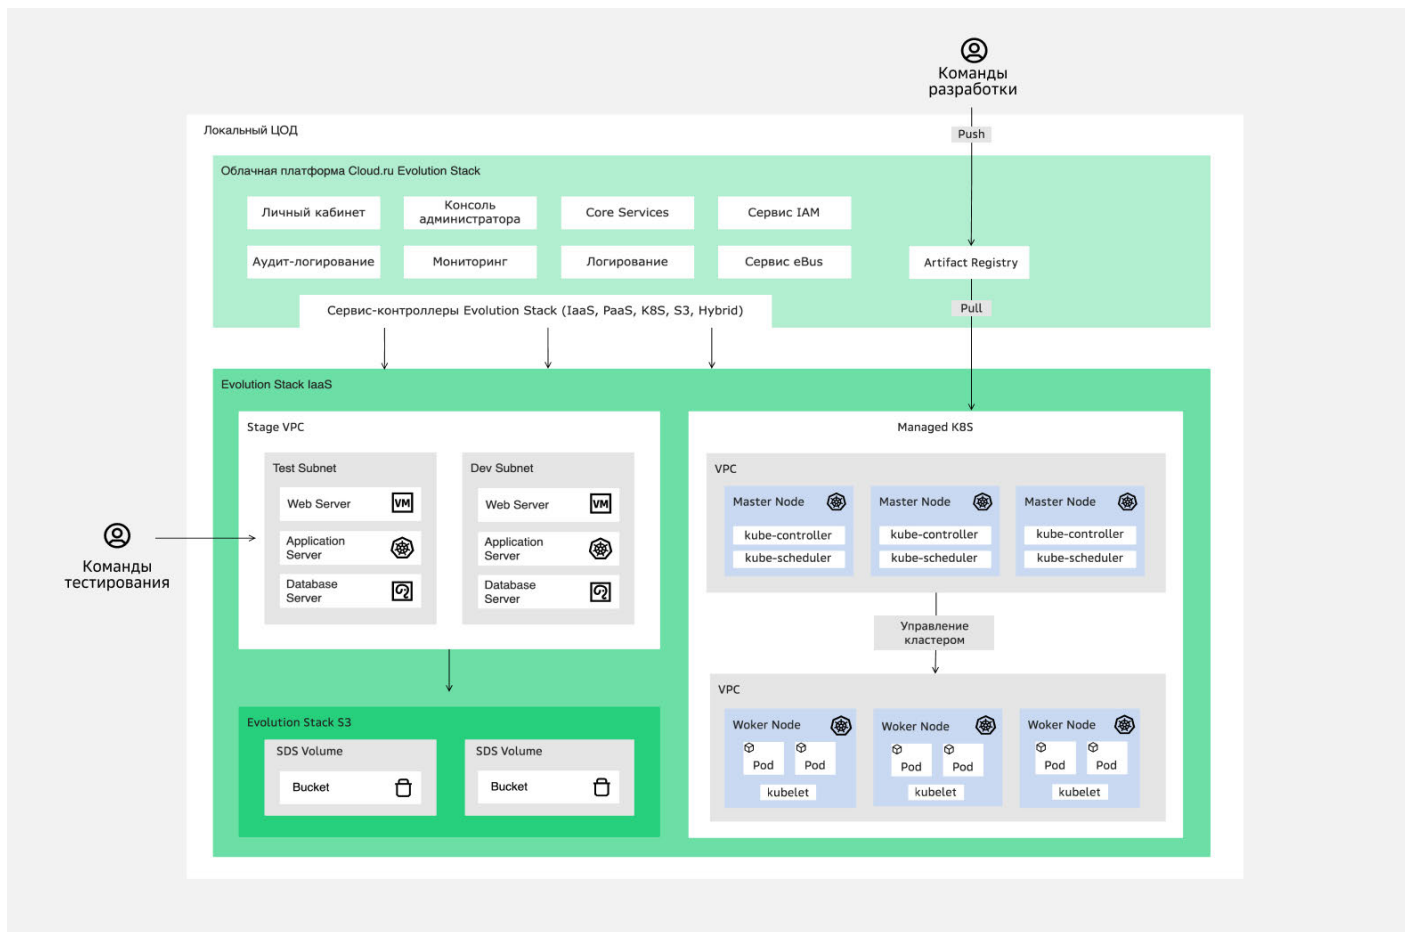 Команды
разработки
Push
Локальный ЦОД
Облачная платформа Cloud.ru Evolution Stack
Личный кабинет
Консоль
администратора
Core Services
Сервис IAM
Аудит-логирование
Мониторинг
Логирование
Сервис eBus
Artifact Registry
Сервис-контроллеры Evolution Stack (IaaS, PaaS, K8S, S3, Hybrid)
Pull
Evolution Stack IaaS
Stage VPC
Test Subnet
Web Server
VM
Application
Server
Database
Server
Dev Subnet
Web Server
VM
Application
Server
Database
Server
Команды
тестирования
Evolution Stack S3
SDS Volume
Bucket
SDS Volume
Bucket
Managed K8S
VPC
Master Node
kube-controller
kube-scheduler
Master Node
kube-controller
kube-scheduler
Master Node
kube-controller
kube-scheduler
Управление
кластером
VPC
Woker Node
Pod
Pod
kubelet
Woker Node
Pod
Pod
kubelet
Woker Node
Pod
Pod
kubelet